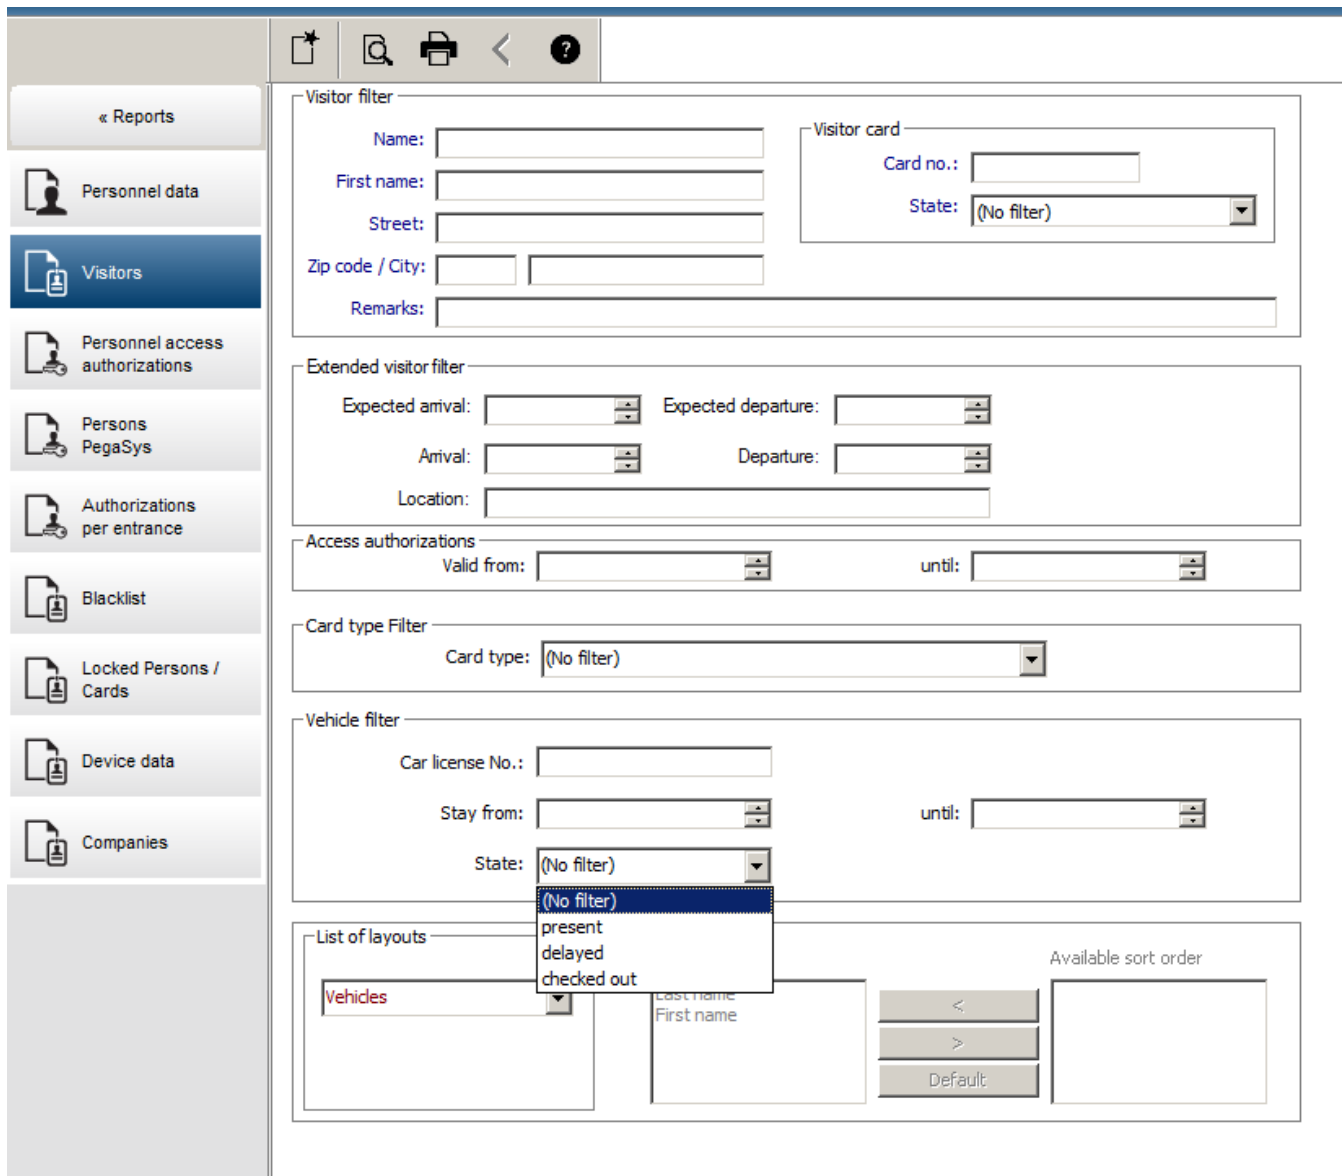 « Reports
Personnel data
Visitors
Personnel access
authorizations
Persons
PegaSys
Authorizations
per entrance
Blacklist
Locked Persons /
Cards
Device data
Companies
?
Visitor filter
Name:
First name:
Street:
Zip code / City:
Remarks:
Visitor card
Card no.:
State: (No filter)
Extended visitor filter
Expected arrival: Expected departure:
Arrival: Departure:
Location:
Access authorizations
Valid from: until:
Card type Filter
Card type: (No filter)
Vehicle filter
Car license No.:
Stay from: until:
State: (No filter)
(No filter)
present
delayed
checked out
List of layouts
Vehicles
Last name
First name
<
>
Default
Available sort order